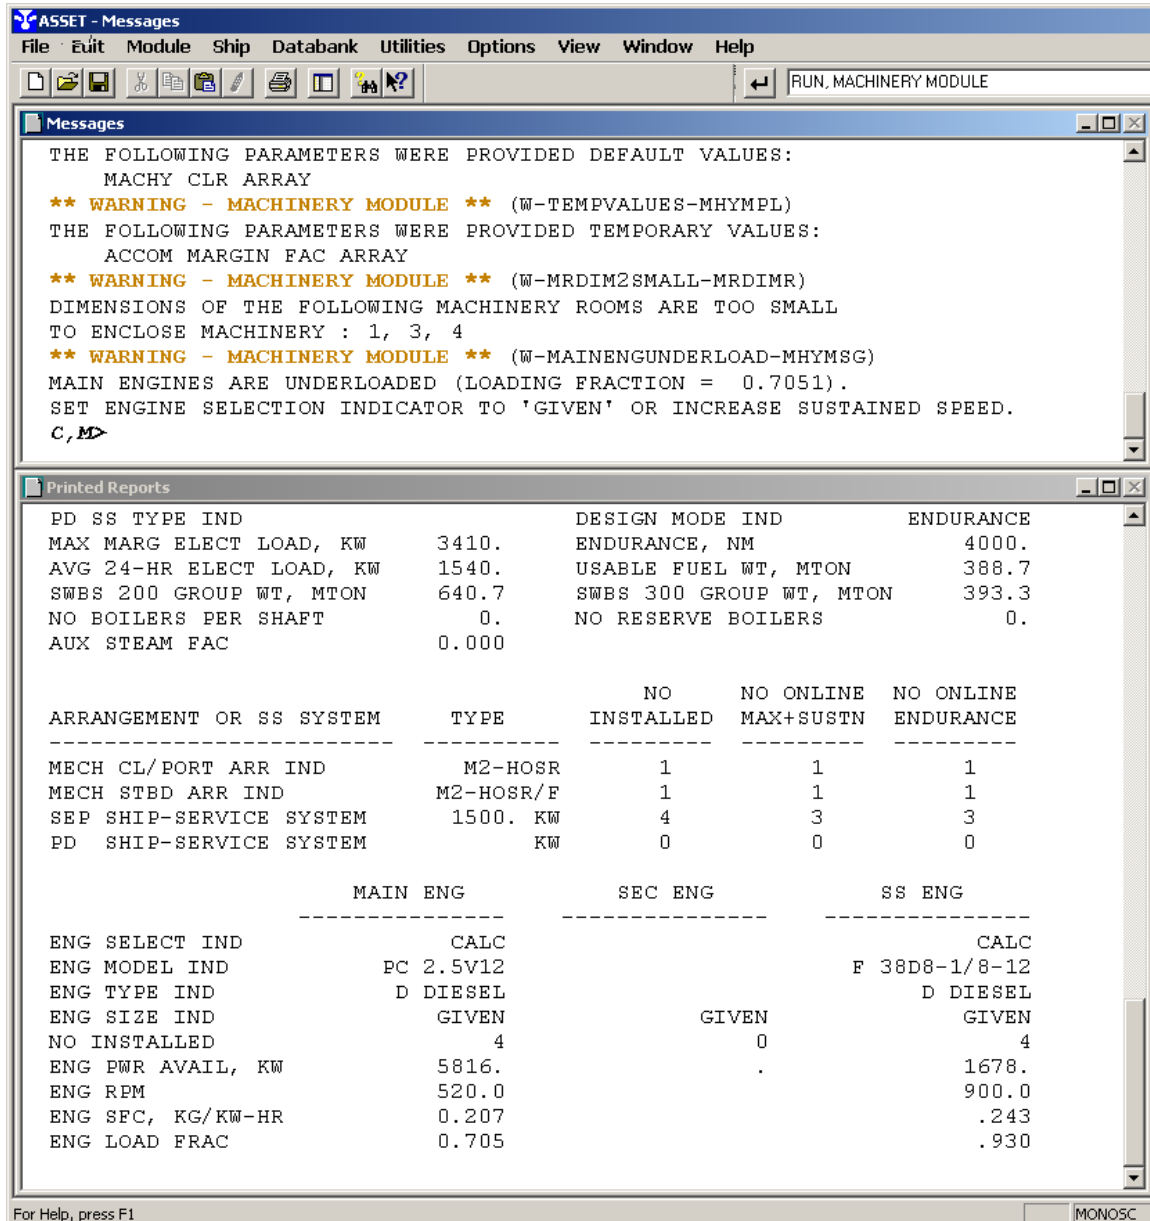 ASSET - Messages
File Euit Module Ship Databank Utilities Options View Window Help
RUN, MACHINERY MODULE
Messages
THE FOLLOWING PARAMETERS WERE PROVIDED DEFAULT VALUES:
MACHY CLR ARRAY
** WARNING - MACHINERY MODULE ** (W-TEMPVALUES-MHYMPL)
THE FOLLOWING PARAMETERS WERE PROVIDED TEMPORARY VALUES:
ACCOM MARGIN FAC ARRAY
** WARNING - MACHINERY MODULE ** (W-MRDIM2SMALL-MRDIMR)
DIMENSIONS OF THE FOLLOWING MACHINERY ROOMS ARE TOO SMALL
TO ENCLOSE MACHINERY : 1, 3, 4
** WARNING - MACHINERY MODULE ** (W-MAINENGUNDERLOAD-MHYMSG)
MAIN ENGINES ARE UNDERLOADED (LOADING FRACTION = 0.7051).
SET ENGINE SELECTION INDICATOR TO 'GIVEN' OR INCREASE SUSTAINED SPEED.
C,M>
Printed Reports
PD SS TYPE IND DESIGN MODE IND ENDURANCE
MAX MARG ELECT LOAD, KW 3410. ENDURANCE, NM 4000.
AVG 24-HR ELECT LOAD, KW 1540. USABLE FUEL WT, MTON 388.7
SWBS 200 GROUP WT, MTON 640.7 SWBS 300 GROUP WT, MTON 393.3
NO BOILERS PER SHAFT 0. NO RESERVE BOILERS 0.
AUX STEAM FAC 0.000
NO NO ONLINE NO ONLINE
ARRANGEMENT OR SS SYSTEM TYPE INSTALLED MAX+SUSTN ENDURANCE
------------------------- ---------- --------- --------- ---------
MECH CL/PORT ARR IND M2-HOSR 1 1 1
MECH STBD ARR IND M2-HOSR/F 1 1 1
SEP SHIP-SERVICE SYSTEM 1500. KW 4 3 3
PD SHIP-SERVICE SYSTEM KW 0 0 0
MAIN ENG SEC ENG SS ENG
--------------- --------------- ---------------
ENG SELECT IND CALC CALC
ENG MODEL IND PC 2.5V12 F 38D8-1/8-12
ENG TYPE IND D DIESEL D DIESEL
ENG SIZE IND GIVEN GIVEN GIVEN
NO INSTALLED 4 0 4
ENG PWR AVAIL, KW 5816. . 1678.
ENG RPM 520.0 900.0
ENG SFC, KG/KW-HR 0.207 .243
ENG LOAD FRAC 0.705 .930
For Help, press F1 MONOSC